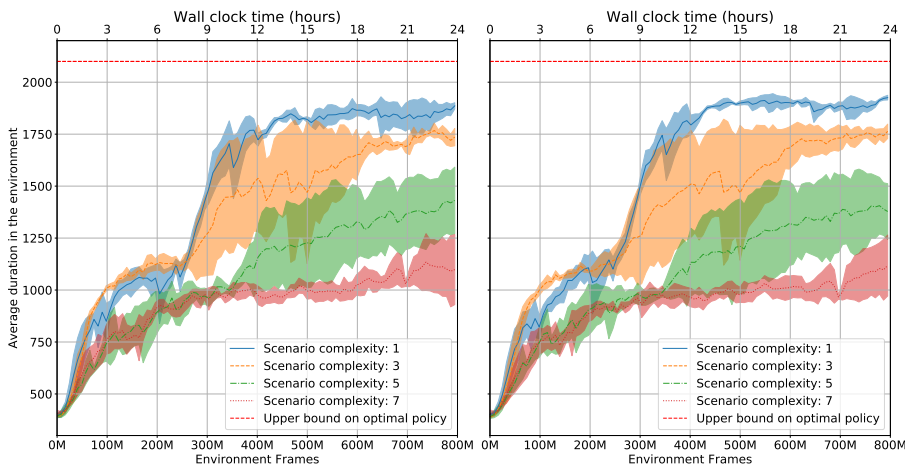 Wall clock time (hours)
0 3 6 9 12 15 18 21 24
2000
1750
1500
1250
1000
750
500
Average duration in the environment
Scenario complexity: 1
Scenario complexity: 3
Scenario complexity: 5
Scenario complexity: 7
Upper bound on optimal policy
0M 100M 200M 300M 400M 500M 600M 700M 800M
Environment Frames
Wall clock time (hours)
0 3 6 9 12 15 18 21 24
Scenario complexity: 1
Scenario complexity: 3
Scenario complexity: 5
Scenario complexity: 7
Upper bound on optimal policy
0M 100M 200M 300M 400M 500M 600M 700M 800M
Environment Frames